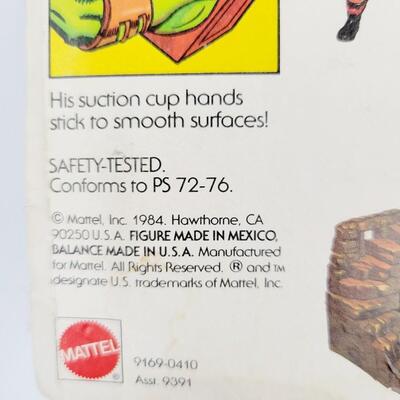 His suction cup hands
stick to smooth surfaces!
SAFETY-TESTED.
Conforms to PS 72-76.
© Mattel, Inc. 1984. Hawthorne, CA
90250 U.S.A. FIGURE MADE IN MEXICO,
BALANCE MADE IN U.S.A. Manufactured
for Mattel. All Rights Reserved. ® and TM
designate U.S. trademarks of Mattel, Inc.
MATTEL®
9169-0410
Asst. 9391